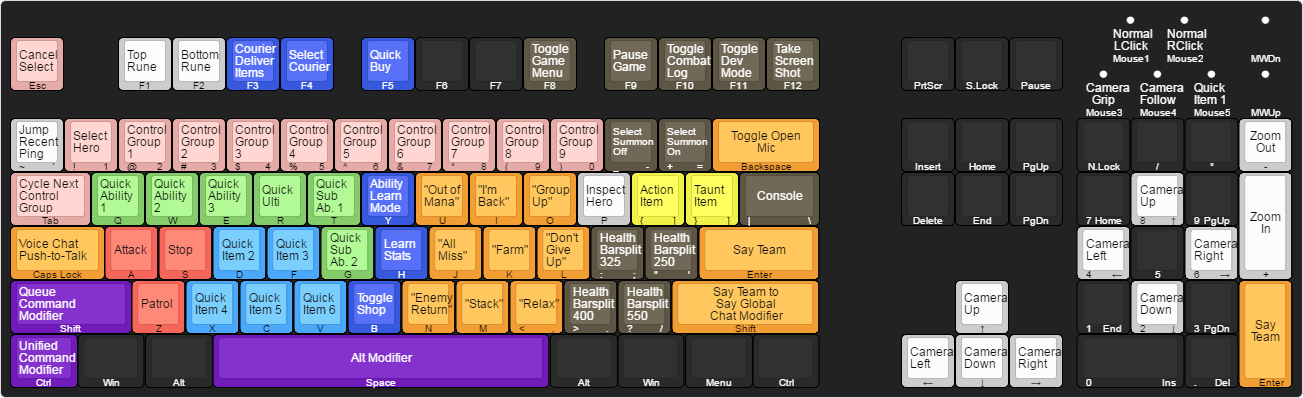 Normal LClick Mouse1
Normal RClick Mouse2
MWDn
Cancel Select Esc
Top Rune F1
Bottom Rune F2
Courier Deliver Items F3
Select Courier F4
Quick Buy F5
F6
F7
Toggle Game Menu F8
Pause Game F9
Toggle Combat Log F10
Toggle Dev Mode F11
Take Screen Shot F12
PrtScr
S.Lock
Pause
Camera Grip Mouse3
Camera Follow Mouse4
Quick Item 1 Mouse5
MWUp
Jump Recent Ping ~ `
Select Hero ! 1
Control Group 1 @ 2
Control Group 2 # 3
Control Group 3 $ 4
Control Group 4 % 5
Control Group 5 ^ 6
Control Group 6 & 7
Control Group 7 * 8
Control Group 8 ( 9
Control Group 9 ) 0
Select Summon Off _ -
Select Summon On + =
Toggle Open Mic Backspace
Insert
Home
PgUp
N.Lock
/
*
Zoom Out -
Cycle Next Control Group Tab
Quick Ability 1 Q
Quick Ability 2 W
Quick Ability 3 E
Quick Ulti R
Quick Sub Ab. 1 T
Ability Learn Mode Y
"Out of Mana" U
"I'm Back" I
"Group Up" O
Inspect Hero P
Action Item { [
Taunt Item } ]
Console | \
Delete
End
PgDn
7 Home
Camera Up 8 ↑
9 PgUp
Zoom In +
Voice Chat Push-to-Talk Caps Lock
Attack A
Stop S
Quick Item 2 D
Quick Item 3 F
Quick Sub Ab. 2 G
Learn Stats H
"All Miss" J
"Farm" K
"Don't Give Up" L
Health Barsplit 325 : ;
Health Barsplit 250 " '
Say Team Enter
Camera Left 4 ←
5
Camera Right 6 →
Queue Command Modifier Shift
Patrol Z
Quick Item 4 X
Quick Item 5 C
Quick Item 6 V
Toggle Shop B
"Enemy Return" N
"Stack" M
"Relax" < ,
Health Barsplit 400 > .
Health Barsplit 550 ? /
Say Team to Say Global Chat Modifier Shift
Camera Up ↑
1 End
Camera Down 2 ↓
3 PgDn
Say Team Enter
Unified Command Modifier Ctrl
Win
Alt
Alt Modifier Space
Alt
Win
Menu
Ctrl
Camera Left ←
Camera Down ↓
Camera Right →
0 Ins
. Del